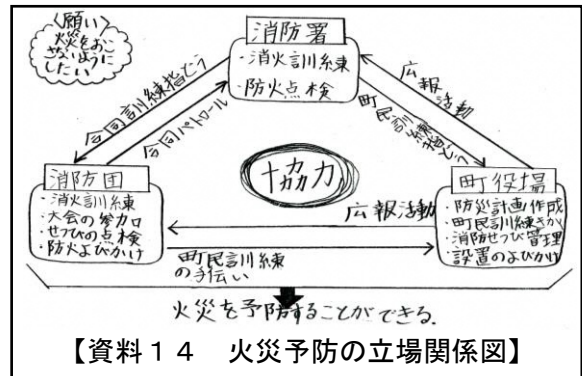 〈願い〉
火災をおこ
さないように
したい
消防署
・消火訓練
・防火点検
合同訓練指どう
合同パトロール
広報活動
町民訓練指どう
協力
消防団
・消火訓練
・大会の参加
・せつびの点検
・防火よびかけ
町役場
・防災計画作成
・町民訓練きかく
・消防せつび管理
・設置のよびかけ
広報活動
町民訓練
の手伝い
火災を予防することができる.
【資料14 火災予防の立場関係図】